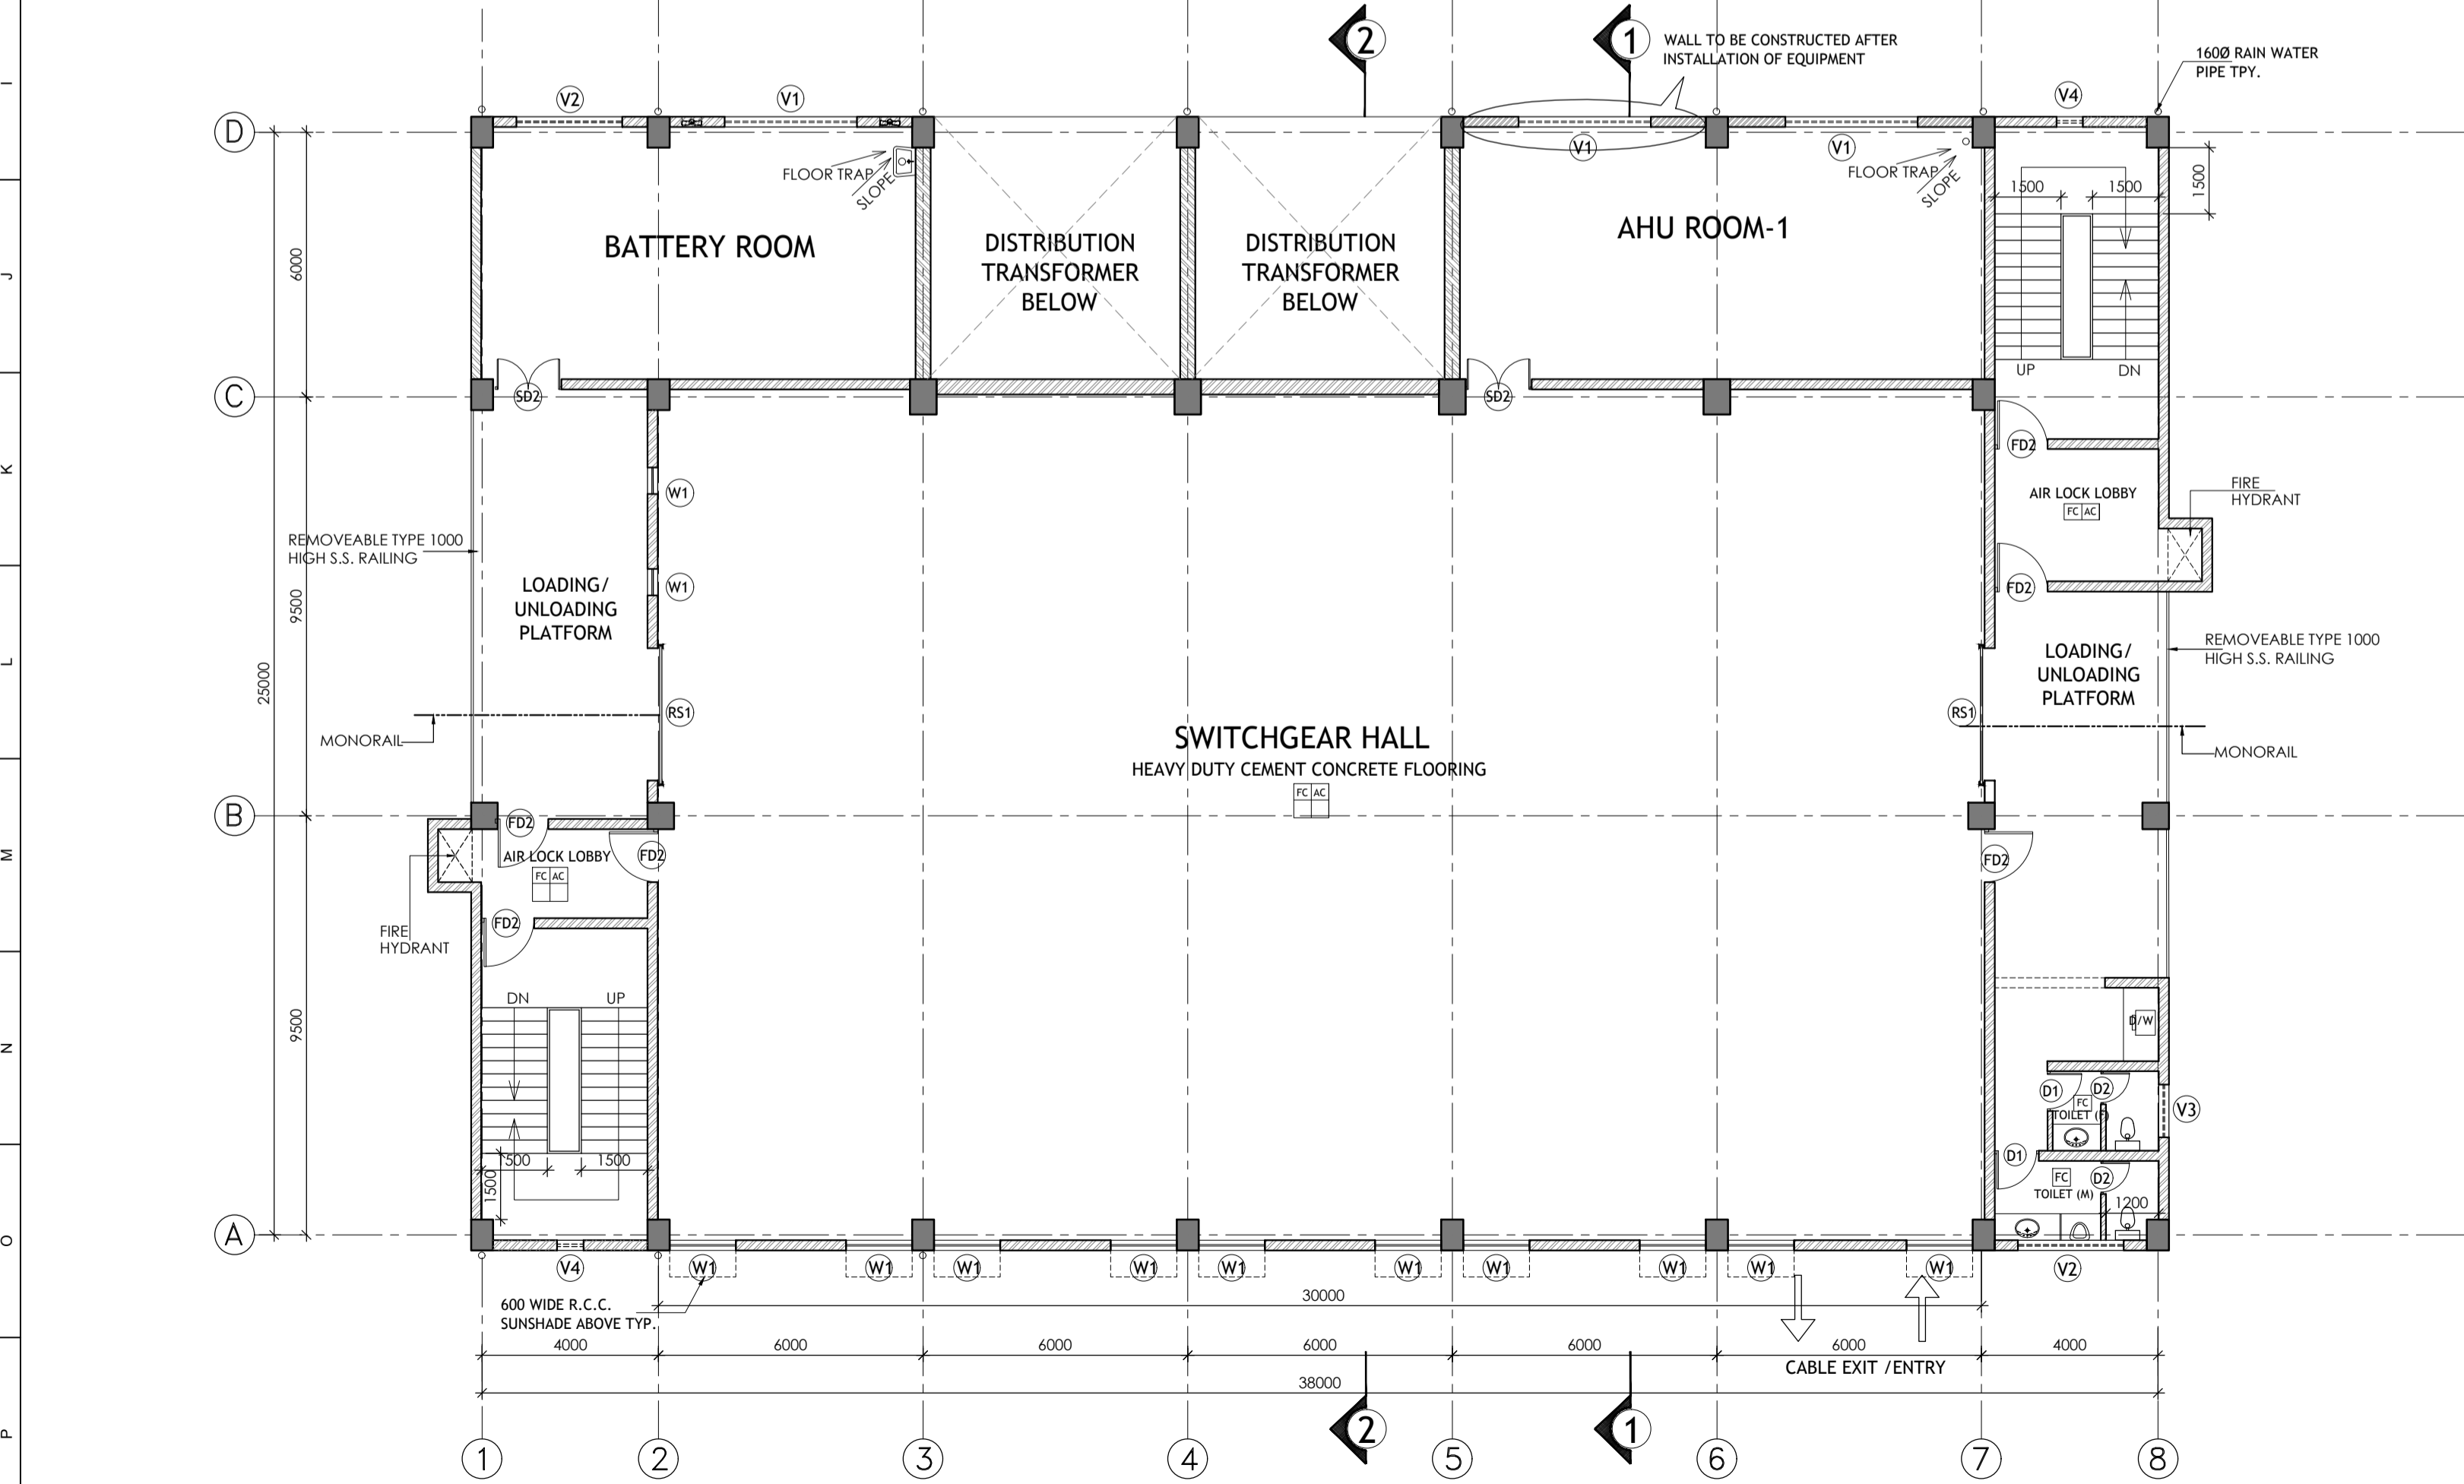 2
1
WALL TO BE CONSTRUCTED AFTER
INSTALLATION OF EQUIPMENT
160Ø RAIN WATER
PIPE TPY.
I
J
K
L
M
N
O
P
V2
V1
V4
D
V1
V1
FLOOR TRAP
SLOPE
FLOOR TRAP
SLOPE
1500
1500
1500
BATTERY ROOM
DISTRIBUTION
TRANSFORMER
BELOW
DISTRIBUTION
TRANSFORMER
BELOW
AHU ROOM-1
6000
UP
DN
C
SD2
SD2
FD2
W1
AIR LOCK LOBBY
FC AC
FIRE
HYDRANT
REMOVEABLE TYPE 1000
HIGH S.S. RAILING
W1
FD2
LOADING/
UNLOADING
PLATFORM
9500
25000
REMOVEABLE TYPE 1000
HIGH S.S. RAILING
LOADING/
UNLOADING
PLATFORM
RS1
RS1
MONORAIL
MONORAIL
SWITCHGEAR HALL
HEAVY DUTY CEMENT CONCRETE FLOORING
FC AC
B
FD2
AIR LOCK LOBBY
FC AC
FD2
FD2
FD2
FIRE
HYDRANT
9500
DN
UP
D/W
D1
D2
FC
TOILET (F)
V3
500
1500
1500
D1
FC
D2
TOILET (M)
1200
A
V4
W1
W1
W1
W1
W1
W1
W1
W1
W1
W1
V2
600 WIDE R.C.C.
SUNSHADE ABOVE TYP.
30000
4000
6000
6000
6000
6000
6000
4000
CABLE EXIT /ENTRY
38000
2
1
1
2
3
4
5
6
7
8